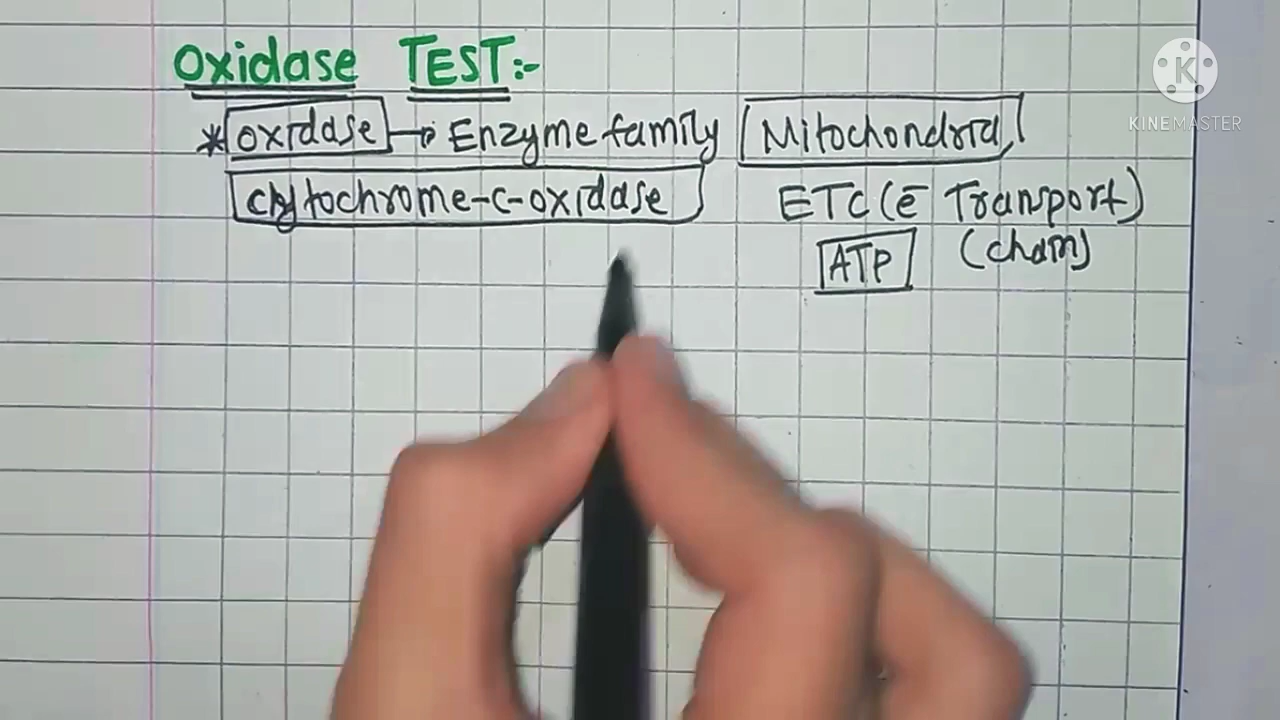 Oxidase TEST:-
* oxidase → Enzyme family Mitochondria,
cytochrome-c-oxidase ETC (ē Transport)
ATP (chain)
K
KINEMASTER